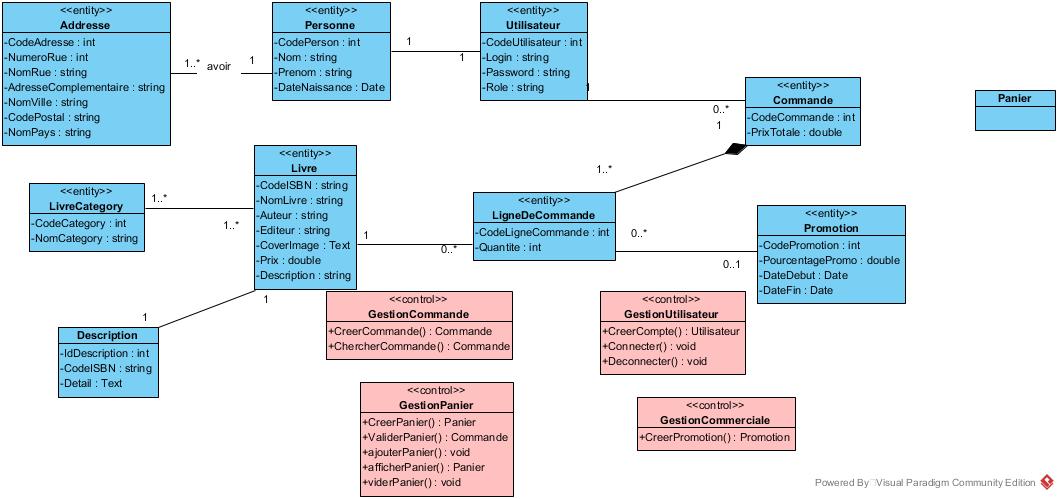 <<entity>>
Addresse
-CodeAdresse : int
-NumeroRue : int
-NomRue : string
-AdresseComplementaire : string
-NomVille : string
-CodePostal : string
-NomPays : string
1..*
avoir
1
<<entity>>
Personne
-CodePerson : int
-Nom : string
-Prenom : string
-DateNaissance : Date
1
1
<<entity>>
Utilisateur
-CodeUtilisateur : int
-Login : string
-Password : string
-Role : string
1
0..*
1
<<entity>>
Commande
-CodeCommande : int
-PrixTotale : double
Panier
<<entity>>
LivreCategory
-CodeCategory : int
-NomCategory : string
1..*
1..*
<<entity>>
Livre
-CodeISBN : string
-NomLivre : string
-Auteur : string
-Editeur : string
-CoverImage : Text
-Prix : double
-Description : string
1
0..*
1..*
<<entity>>
LigneDeCommande
-CodeLigneCommande : int
-Quantite : int
0..*
0..1
<<entity>>
Promotion
-CodePromotion : int
-PourcentagePromo : double
-DateDebut : Date
-DateFin : Date
1
1
Description
-IdDescription : int
-CodeISBN : string
-Detail : Text
<<control>>
GestionCommande
+CreerCommande() : Commande
+ChercherCommande() : Commande
<<control>>
GestionUtilisateur
+CreerCompte() : Utilisateur
+Connecter() : void
+Deconnecter() : void
<<control>>
GestionPanier
+CreerPanier() : Panier
+ValiderPanier() : Commande
+ajouterPanier() : void
+afficherPanier() : Panier
+viderPanier() : void
<<control>>
GestionCommerciale
+CreerPromotion() : Promotion
Powered By Visual Paradigm Community Edition